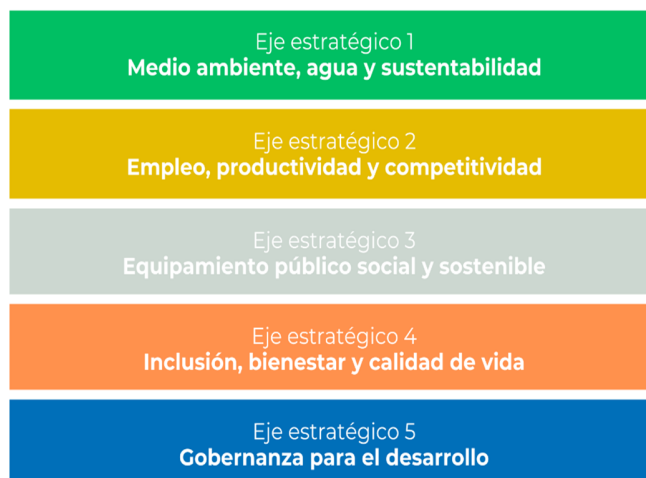 Eje estratégico 1
Medio ambiente, agua y sustentabilidad
Eje estratégico 2
Empleo, productividad y competitividad
Eje estratégico 3
Equipamiento público social y sostenible
Eje estratégico 4
Inclusión, bienestar y calidad de vida
Eje estratégico 5
Gobernanza para el desarrollo